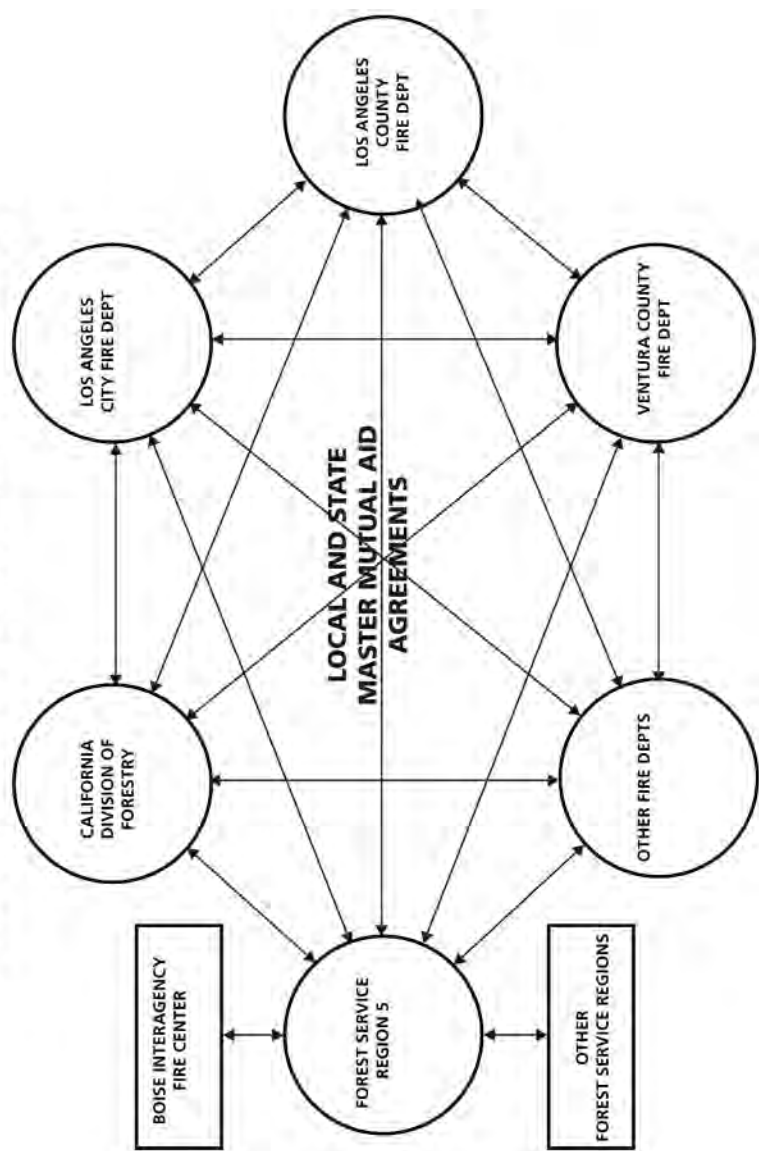 BOISE INTERAGENCY
FIRE CENTER
FOREST SERVICE
REGION 5
OTHER
FOREST SERVICE REGIONS
CALIFORNIA
DIVISION OF
FORESTRY
OTHER FIRE DEPTS
LOCAL AND STATE
MASTER MUTUAL AID
AGREEMENTS
LOS ANGELES
CITY FIRE DEPT
VENTURA COUNTY
FIRE DEPT
LOS ANGELES
COUNTY
FIRE DEPT